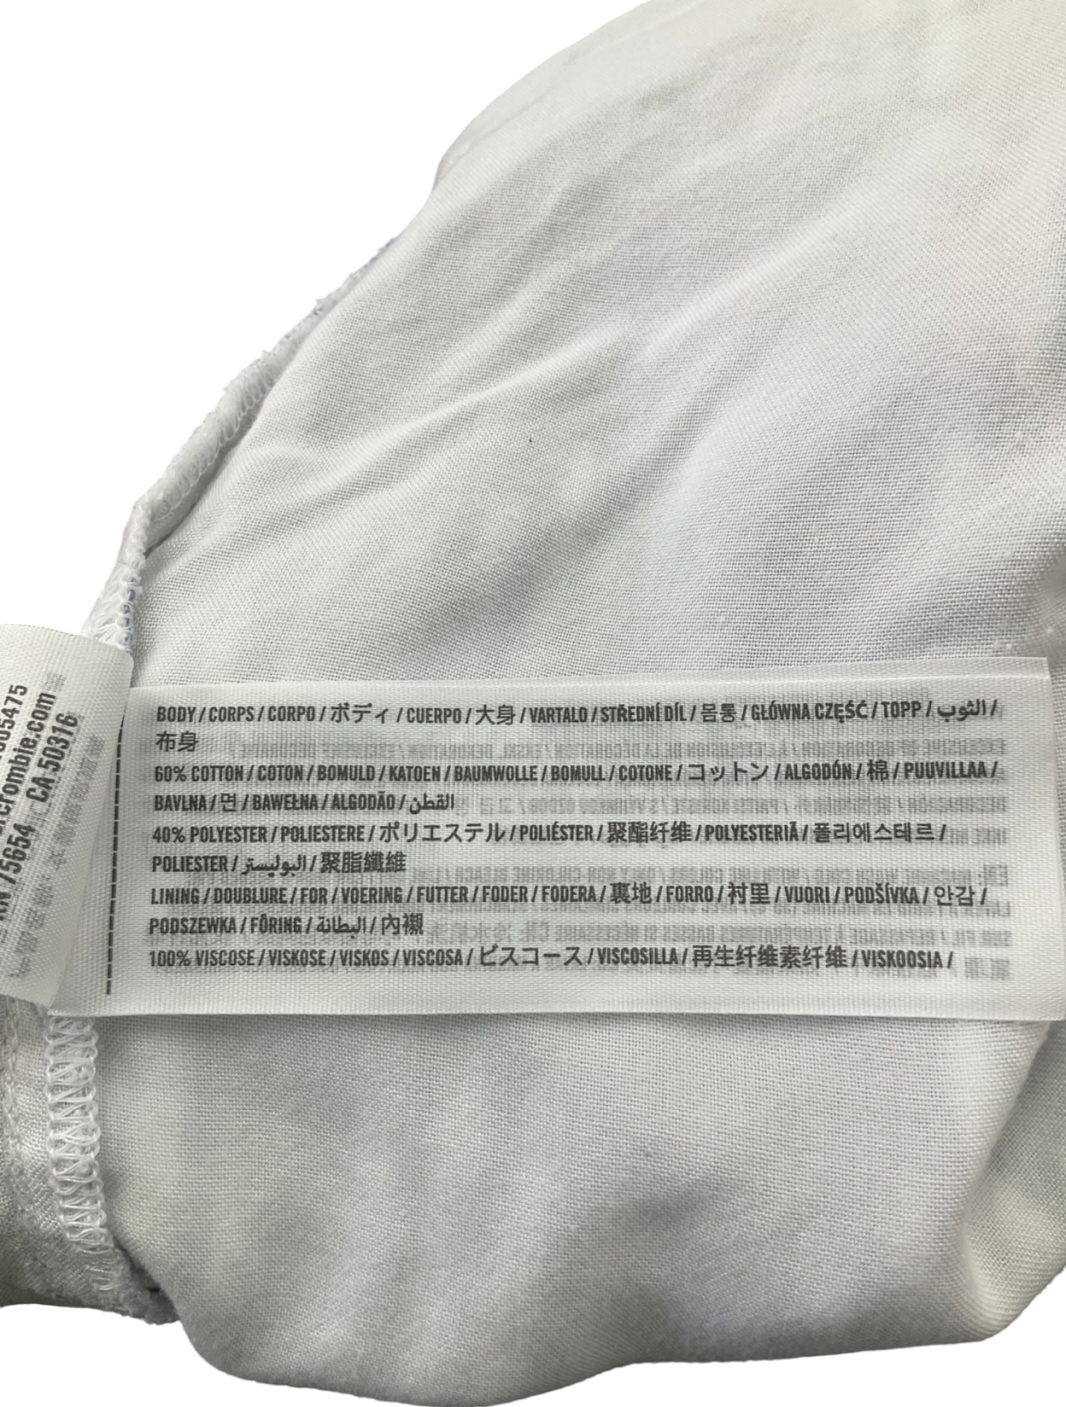 05475
crombie.com
RN 75654 CA 50316
BODY / CORPS / CORPO / ボディ / CUERPO / 大身 / VARTALO / STŘEDNÍ DÍL / 몸통 / GŁÓWNA CZĘŚĆ / TOPP / الثوب /
布身
60% COTTON / COTON / BOMULD / KATOEN / BAUMWOLLE / BOMULL / COTONE / コットン / ALGODÓN / 棉 / PUUVILLAA /
BAVLNA / 면 / BAWEŁNA / ALGODÃO / القطن
40% POLYESTER / POLIESTERE / ポリエステル / POLIÉSTER / 聚酯纤维 / POLYESTERIÄ / 폴리에스테르 /
POLIESTER / البوليستر / 聚脂纖維
LINING / DOUBLURE / FOR / VOERING / FUTTER / FODER / FODERA / 裏地 / FORRO / 衬里 / VUORI / PODŠÍVKA / 안감 /
PODSZEWKA / FÔRING / البطانة / 內襯
100% VISCOSE / VISKOSE / VISKOS / VISCOSA / ビスコース / VISCOSILLA / 再生纤维素纤维 / VISKOOSIA /